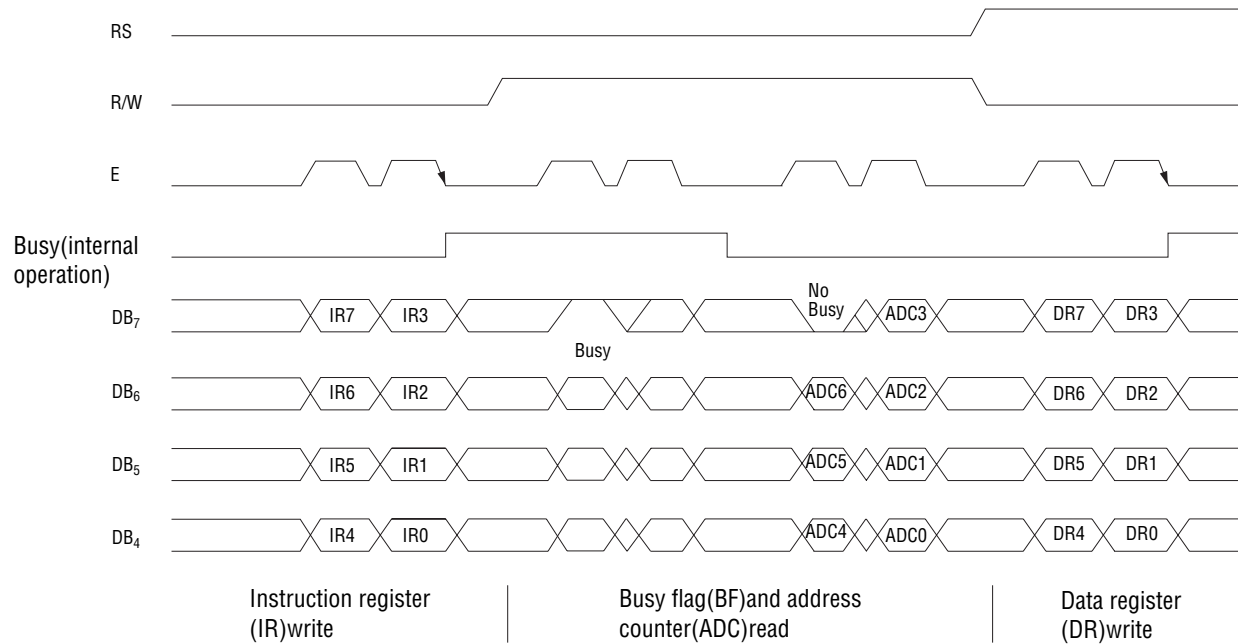 RS
R/W
E
Busy(internal
operation)
No
Busy
DB7 IR7 IR3 ADC3 DR7 DR3
Busy
DB6 IR6 IR2 ADC6 ADC2 DR6 DR2
DB5 IR5 IR1 ADC5 ADC1 DR5 DR1
DB4 IR4 IR0 ADC4 ADC0 DR4 DR0
Instruction register
(IR)write
Busy flag(BF)and address
counter(ADC)read
Data register
(DR)write